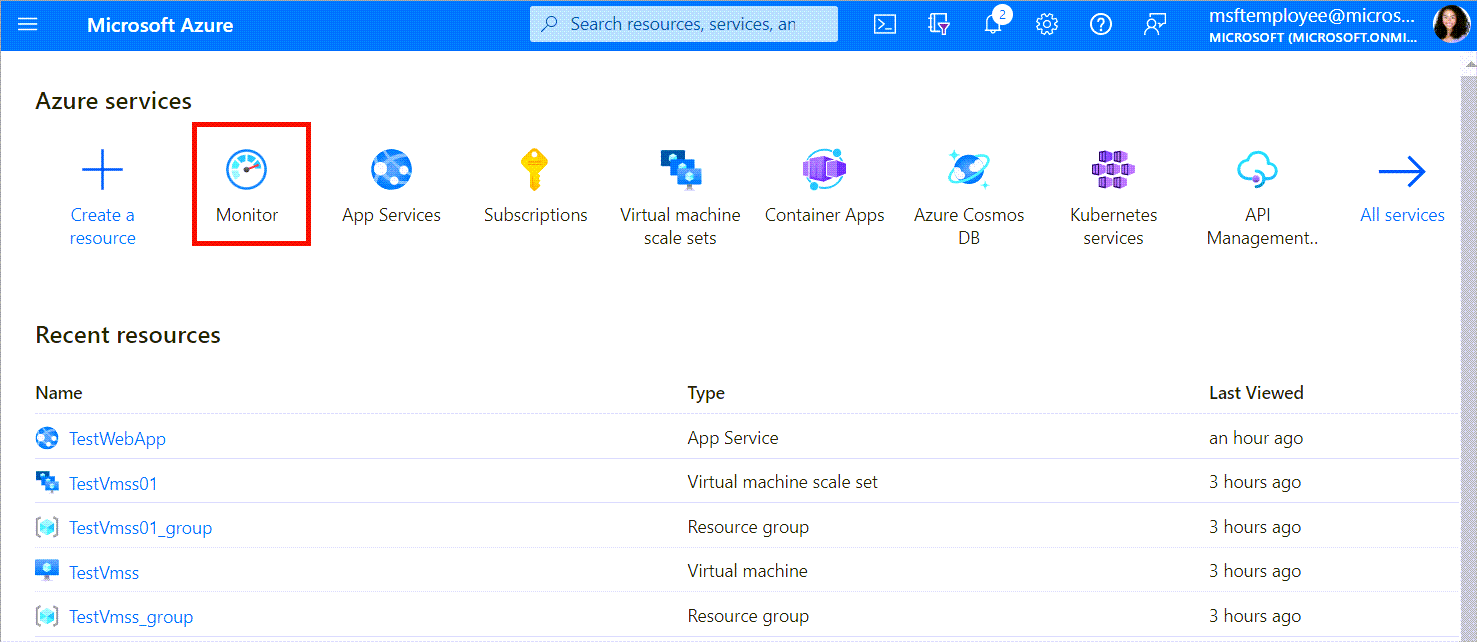 Microsoft Azure
Search resources, services, an
2
msftemployee@micros...
MICROSOFT (MICROSOFT.ONMI...
Azure services
Create a
resource
Monitor
App Services
Subscriptions
Virtual machine
scale sets
Container Apps
Azure Cosmos
DB
Kubernetes
services
API
Management..
All services
Recent resources
Name Type Last Viewed
TestWebApp App Service an hour ago
TestVmss01 Virtual machine scale set 3 hours ago
TestVmss01_group Resource group 3 hours ago
TestVmss Virtual machine 3 hours ago
TestVmss_group Resource group 3 hours ago